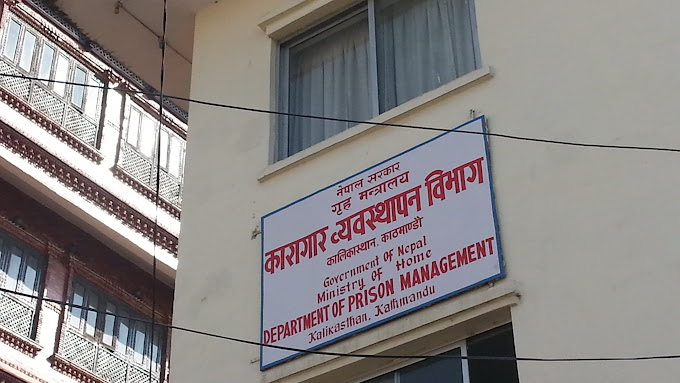 नेपाल सरकार
गृह मन्त्रालय
कारागार व्यवस्थापन विभाग
कालिकास्थान, काठमाण्डौ
Government of Nepal
Ministry of Home
DEPARTMENT OF PRISON MANAGEMENT
Kalikasthan, Kathmandu